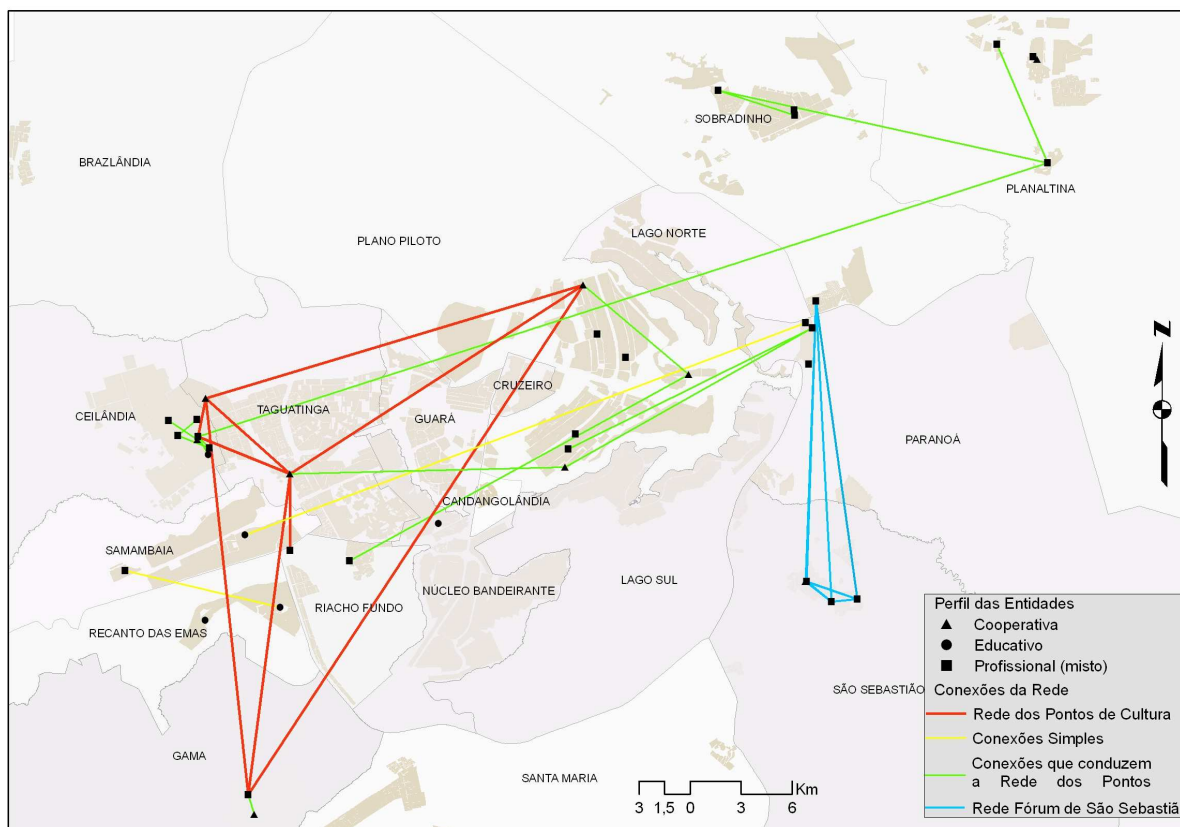 SOBRADINHO
BRAZLÂNDIA
PLANALTINA
LAGO NORTE
PLANO PILOTO
Z
CRUZEIRO
TAGUATINGA
CEILÂNDIA
GUARÁ
PARANOÁ
CANDANGOLÂNDIA
SAMAMBAIA
LAGO SUL
NÚCLEO BANDEIRANTE
RIACHO FUNDO
RECANTO DAS EMAS
SÃO SEBASTIÃO
GAMA
SANTA MARIA
Km
3 1,5 0 3 6
Perfil das Entidades
Cooperativa
Educativo
Profissional (misto)
Conexões da Rede
Rede dos Pontos de Cultura
Conexões Simples
Conexões que conduzem
a Rede dos Pontos
Rede Fórum de São Sebastiã